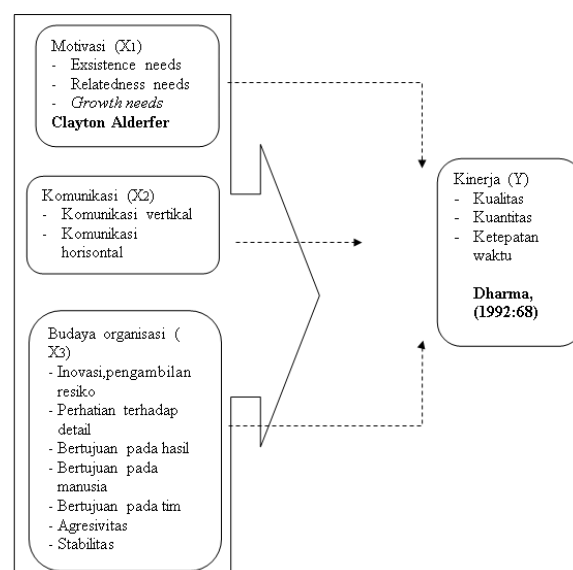 Motivasi (X1)
- Exsistence needs
- Relatedness needs
- Growth needs
Clayton Alderfer
Komunikasi (X2)
- Komunikasi vertikal
- Komunikasi
horisontal
Budaya organisasi (
X3)
- Inovasi,pengambilan
resiko
- Perhatian terhadap
detail
- Bertujuan pada hasil
- Bertujuan pada
manusia
- Bertujuan pada tim
- Agresivitas
- Stabilitas
Kinerja (Y)
- Kualitas
- Kuantitas
- Ketepatan
waktu
Dharma,
(1992:68)